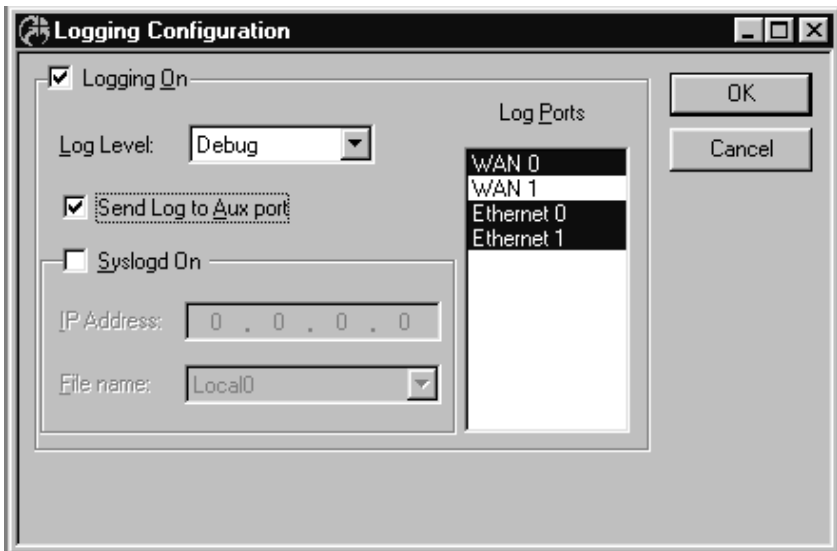 Logging Configuration
Logging On
OK
Log Ports
Log Level:
Debug
Cancel
WAN 0
WAN 1
Send Log to Aux port
Ethernet 0
Ethernet 1
Syslogd On
IP Address:
0 . 0 . 0 . 0
File name:
Local0